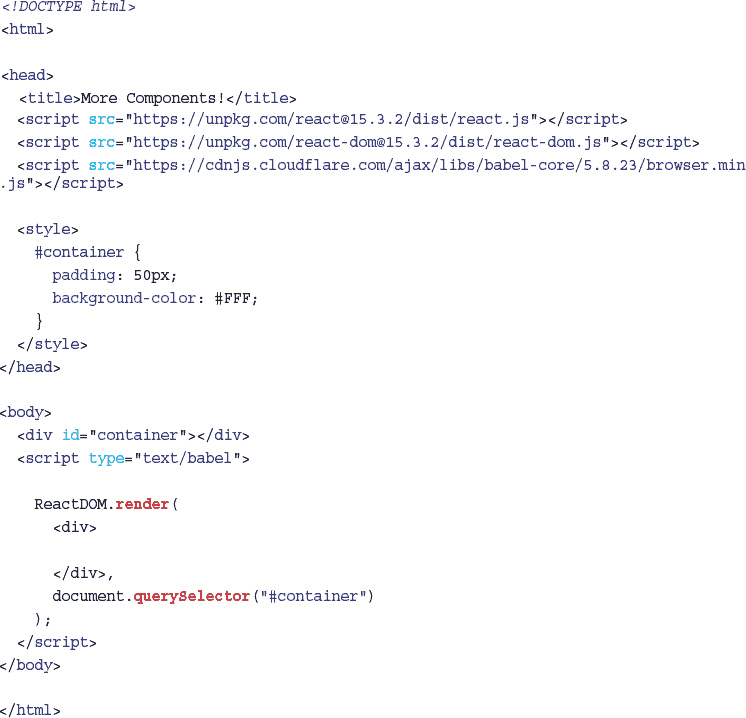 <!DOCTYPE html>
<html>
<head>
<title>More Components!</title>
<script src="https://unpkg.com/react@15.3.2/dist/react.js"></script>
<script src="https://unpkg.com/react-dom@15.3.2/dist/react-dom.js"></script>
<script src="https://cdnjs.cloudflare.com/ajax/libs/babel-core/5.8.23/browser.min
.js"></script>
<style>
#container {
padding: 50px;
background-color: #FFF;
}
</style>
</head>
<body>
<div id="container"></div>
<script type="text/babel">
ReactDOM.render(
<div>
</div>,
document.querySelector("#container")
);
</script>
</body>
</html>